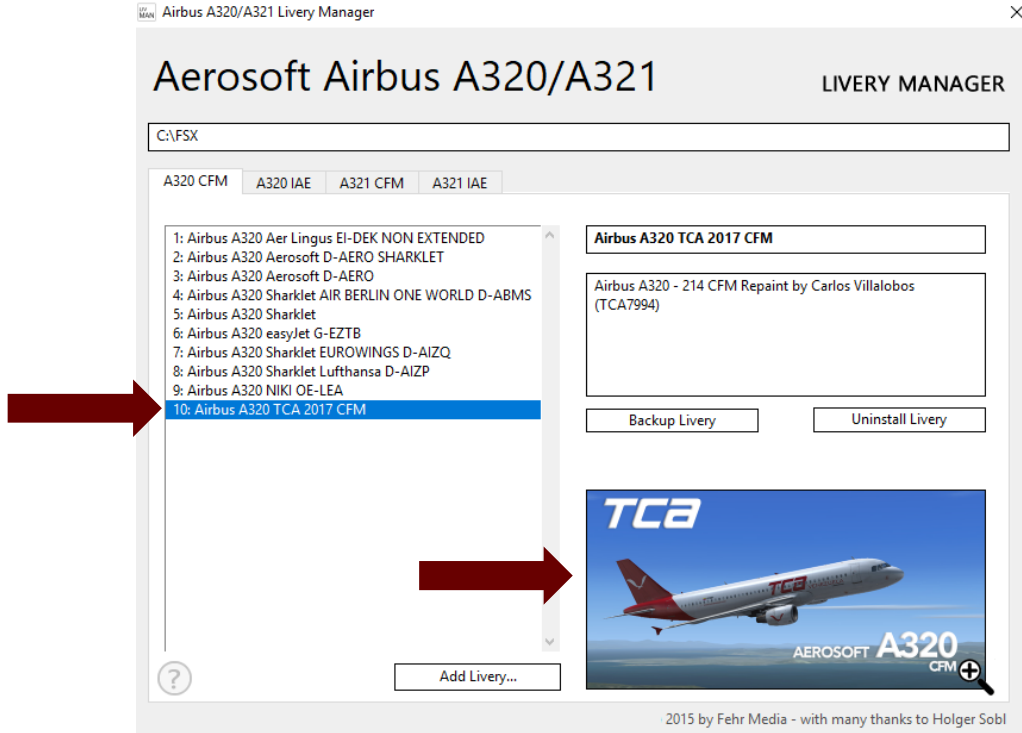 LIV
MAN
Airbus A320/A321 Livery Manager
Aerosoft Airbus A320/A321
LIVERY MANAGER
C:\FSX
A320 CFM
A320 IAE
A321 CFM
A321 IAE
1: Airbus A320 Aer Lingus EI-DEK NON EXTENDED
2: Airbus A320 Aerosoft D-AERO SHARKLET
3: Airbus A320 Aerosoft D-AERO
4: Airbus A320 Sharklet AIR BERLIN ONE WORLD D-ABMS
5: Airbus A320 Sharklet
6: Airbus A320 easyJet G-EZTB
7: Airbus A320 Sharklet EUROWINGS D-AIZQ
8: Airbus A320 Sharklet Lufthansa D-AIZP
9: Airbus A320 NIKI OE-LEA
10: Airbus A320 TCA 2017 CFM
Airbus A320 TCA 2017 CFM
Airbus A320 - 214 CFM Repaint by Carlos Villalobos
(TCA7994)
Backup Livery
Uninstall Livery
TCA
TCA
AEROSOFT A320
CFM
?
Add Livery...
2015 by Fehr Media - with many thanks to Holger Sobl